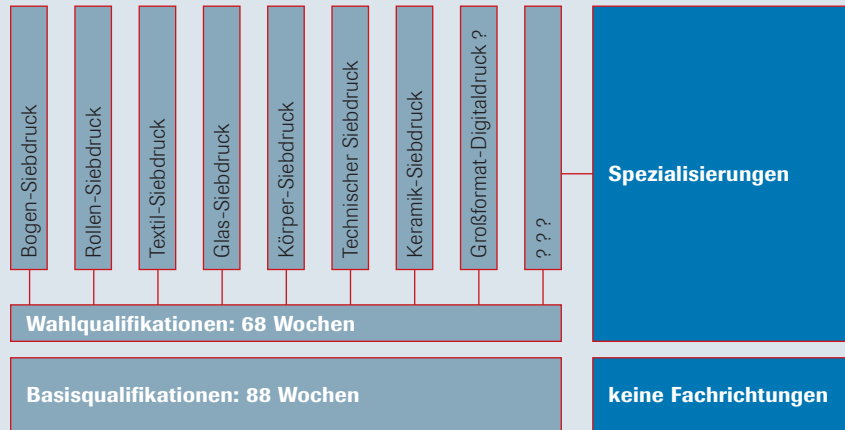 Bogen-Siebdruck
Rollen-Siebdruck
Textil-Siebdruck
Glas-Siebdruck
Körper-Siebdruck
Technischer Siebdruck
Keramik-Siebdruck
Großformat-Digitaldruck ?
? ? ?
Spezialisierungen
Wahlqualifikationen: 68 Wochen
Basisqualifikationen: 88 Wochen
keine Fachrichtungen